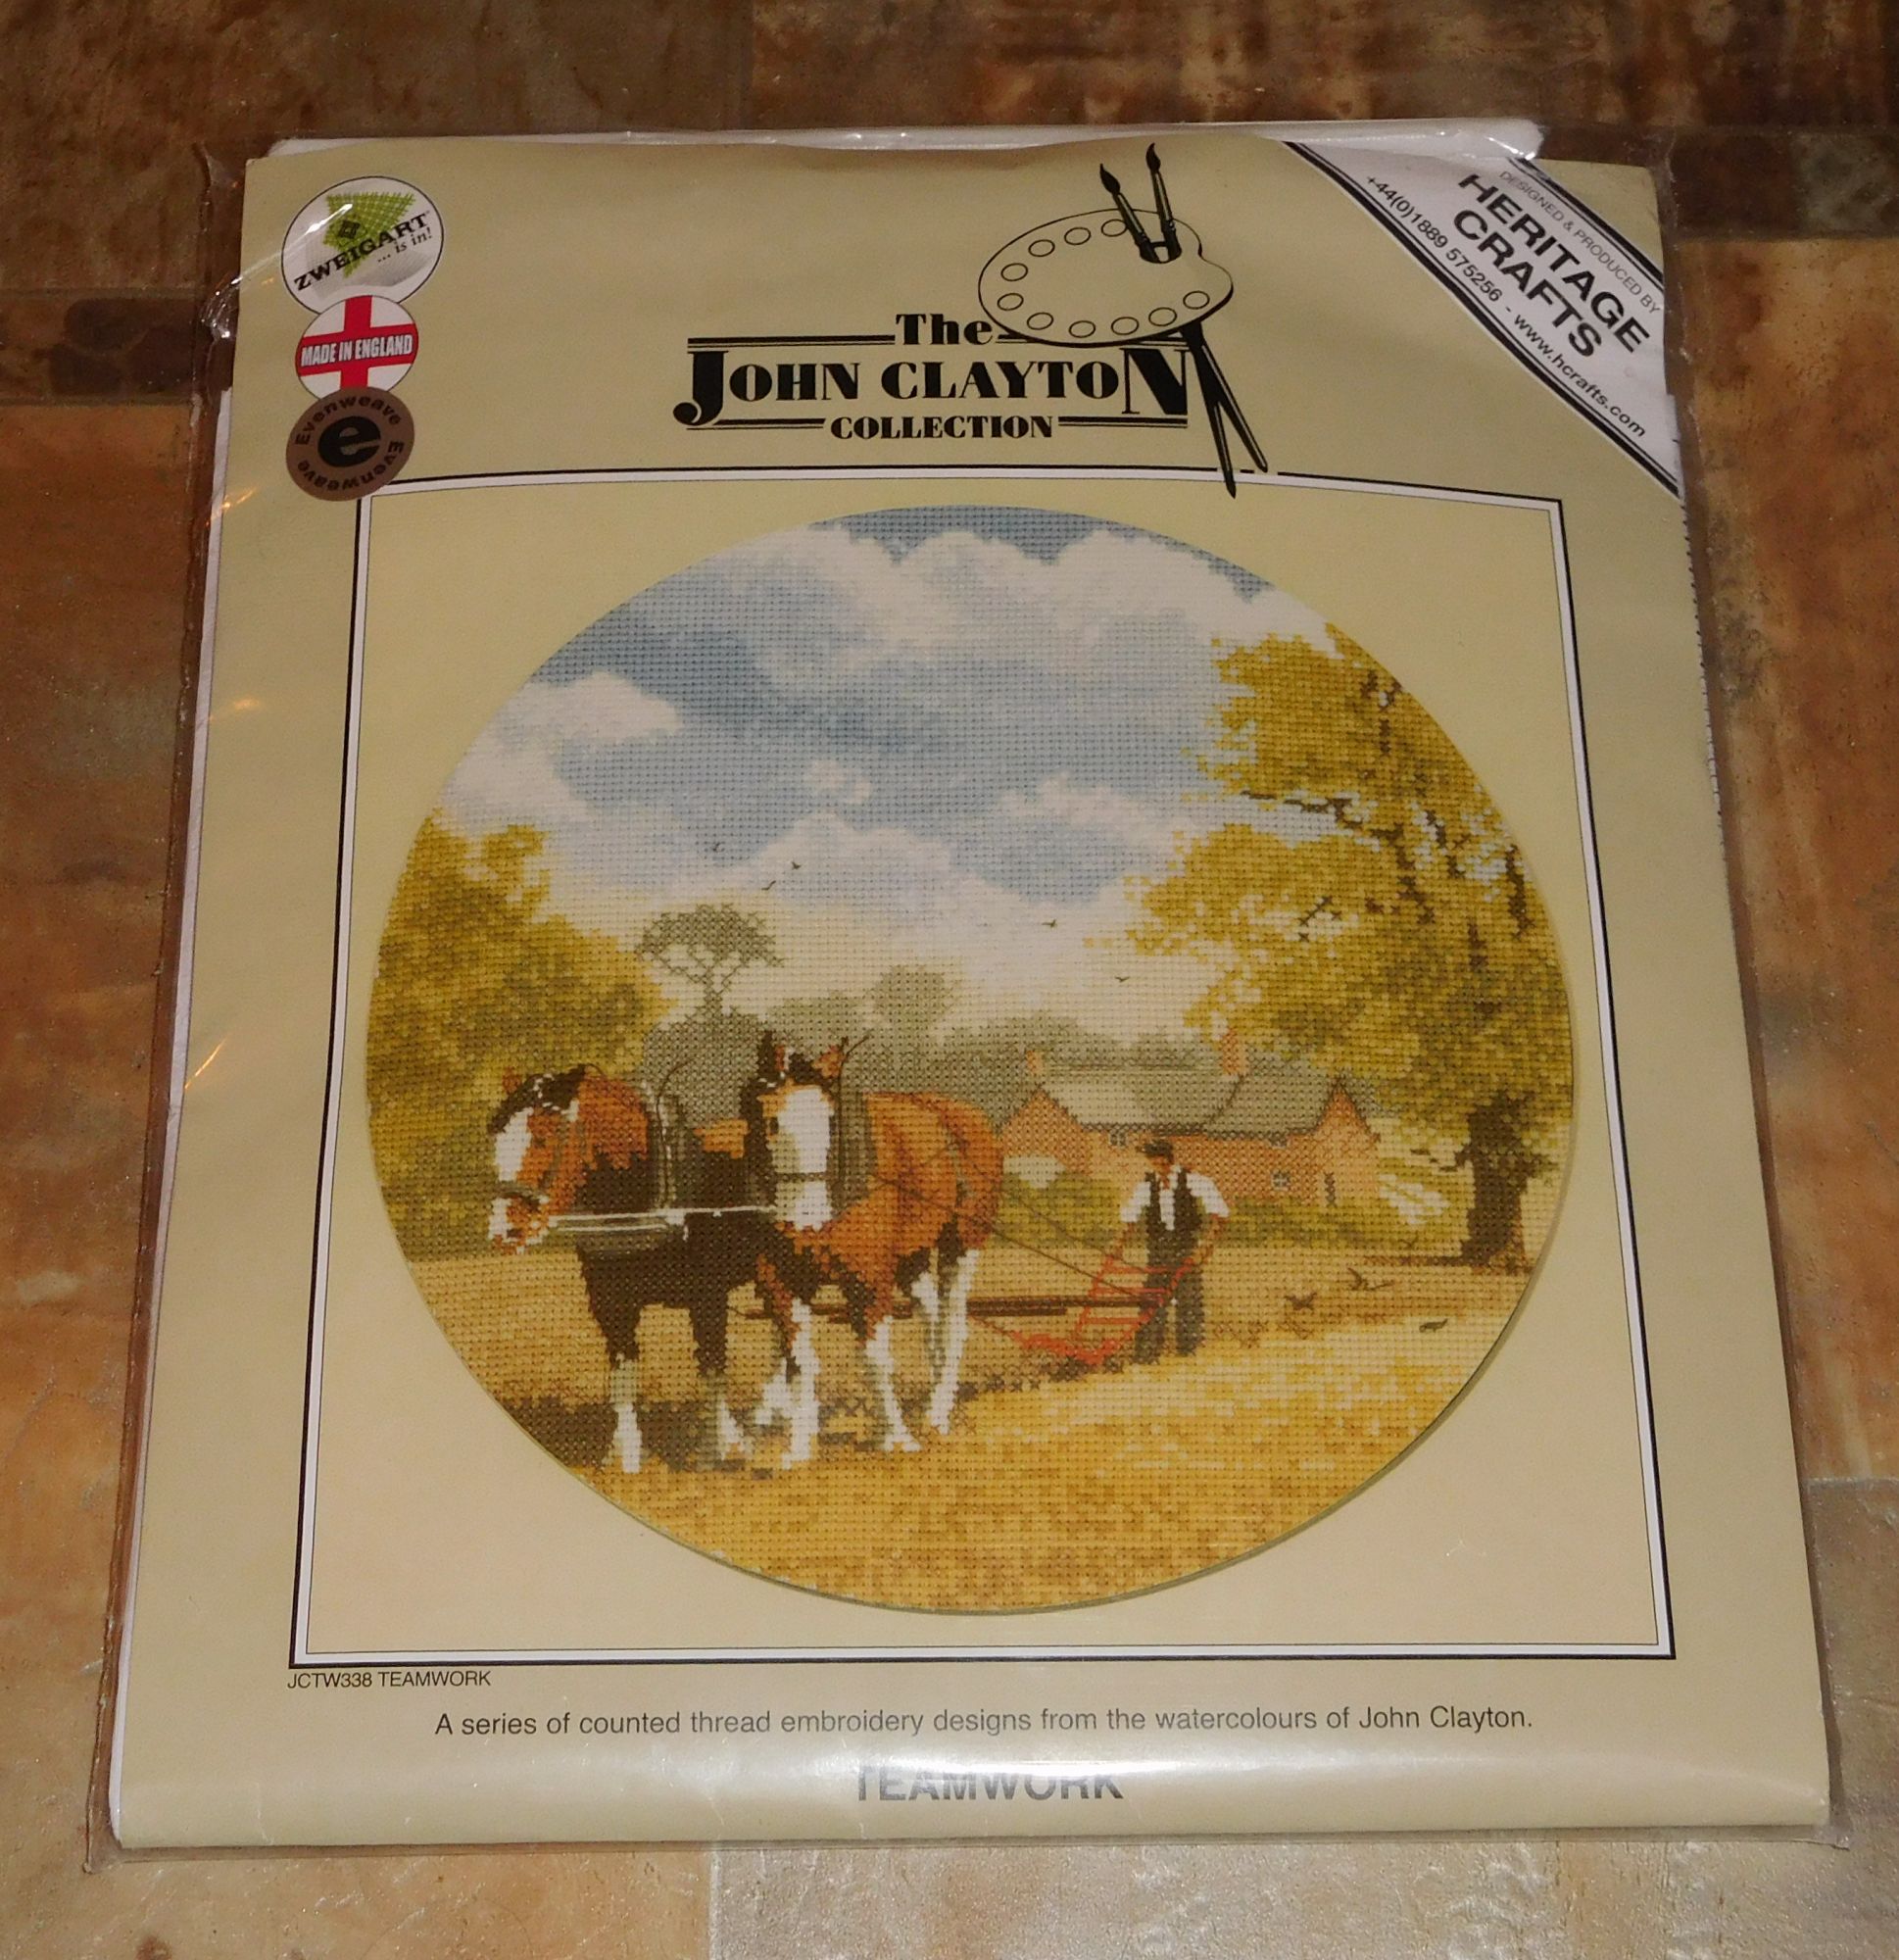 ZWEIGART
... is in!
MADE IN ENGLAND
Evenweave Evenweave
e
The
JOHN CLAYTON
COLLECTION
DESIGNED & PRODUCED BY
HERITAGE
CRAFTS
+44(0)1889 575256 - www.hcrafts.com
JCTW338 TEAMWORK
A series of counted thread embroidery designs from the watercolours of John Clayton.
TEAMWORK